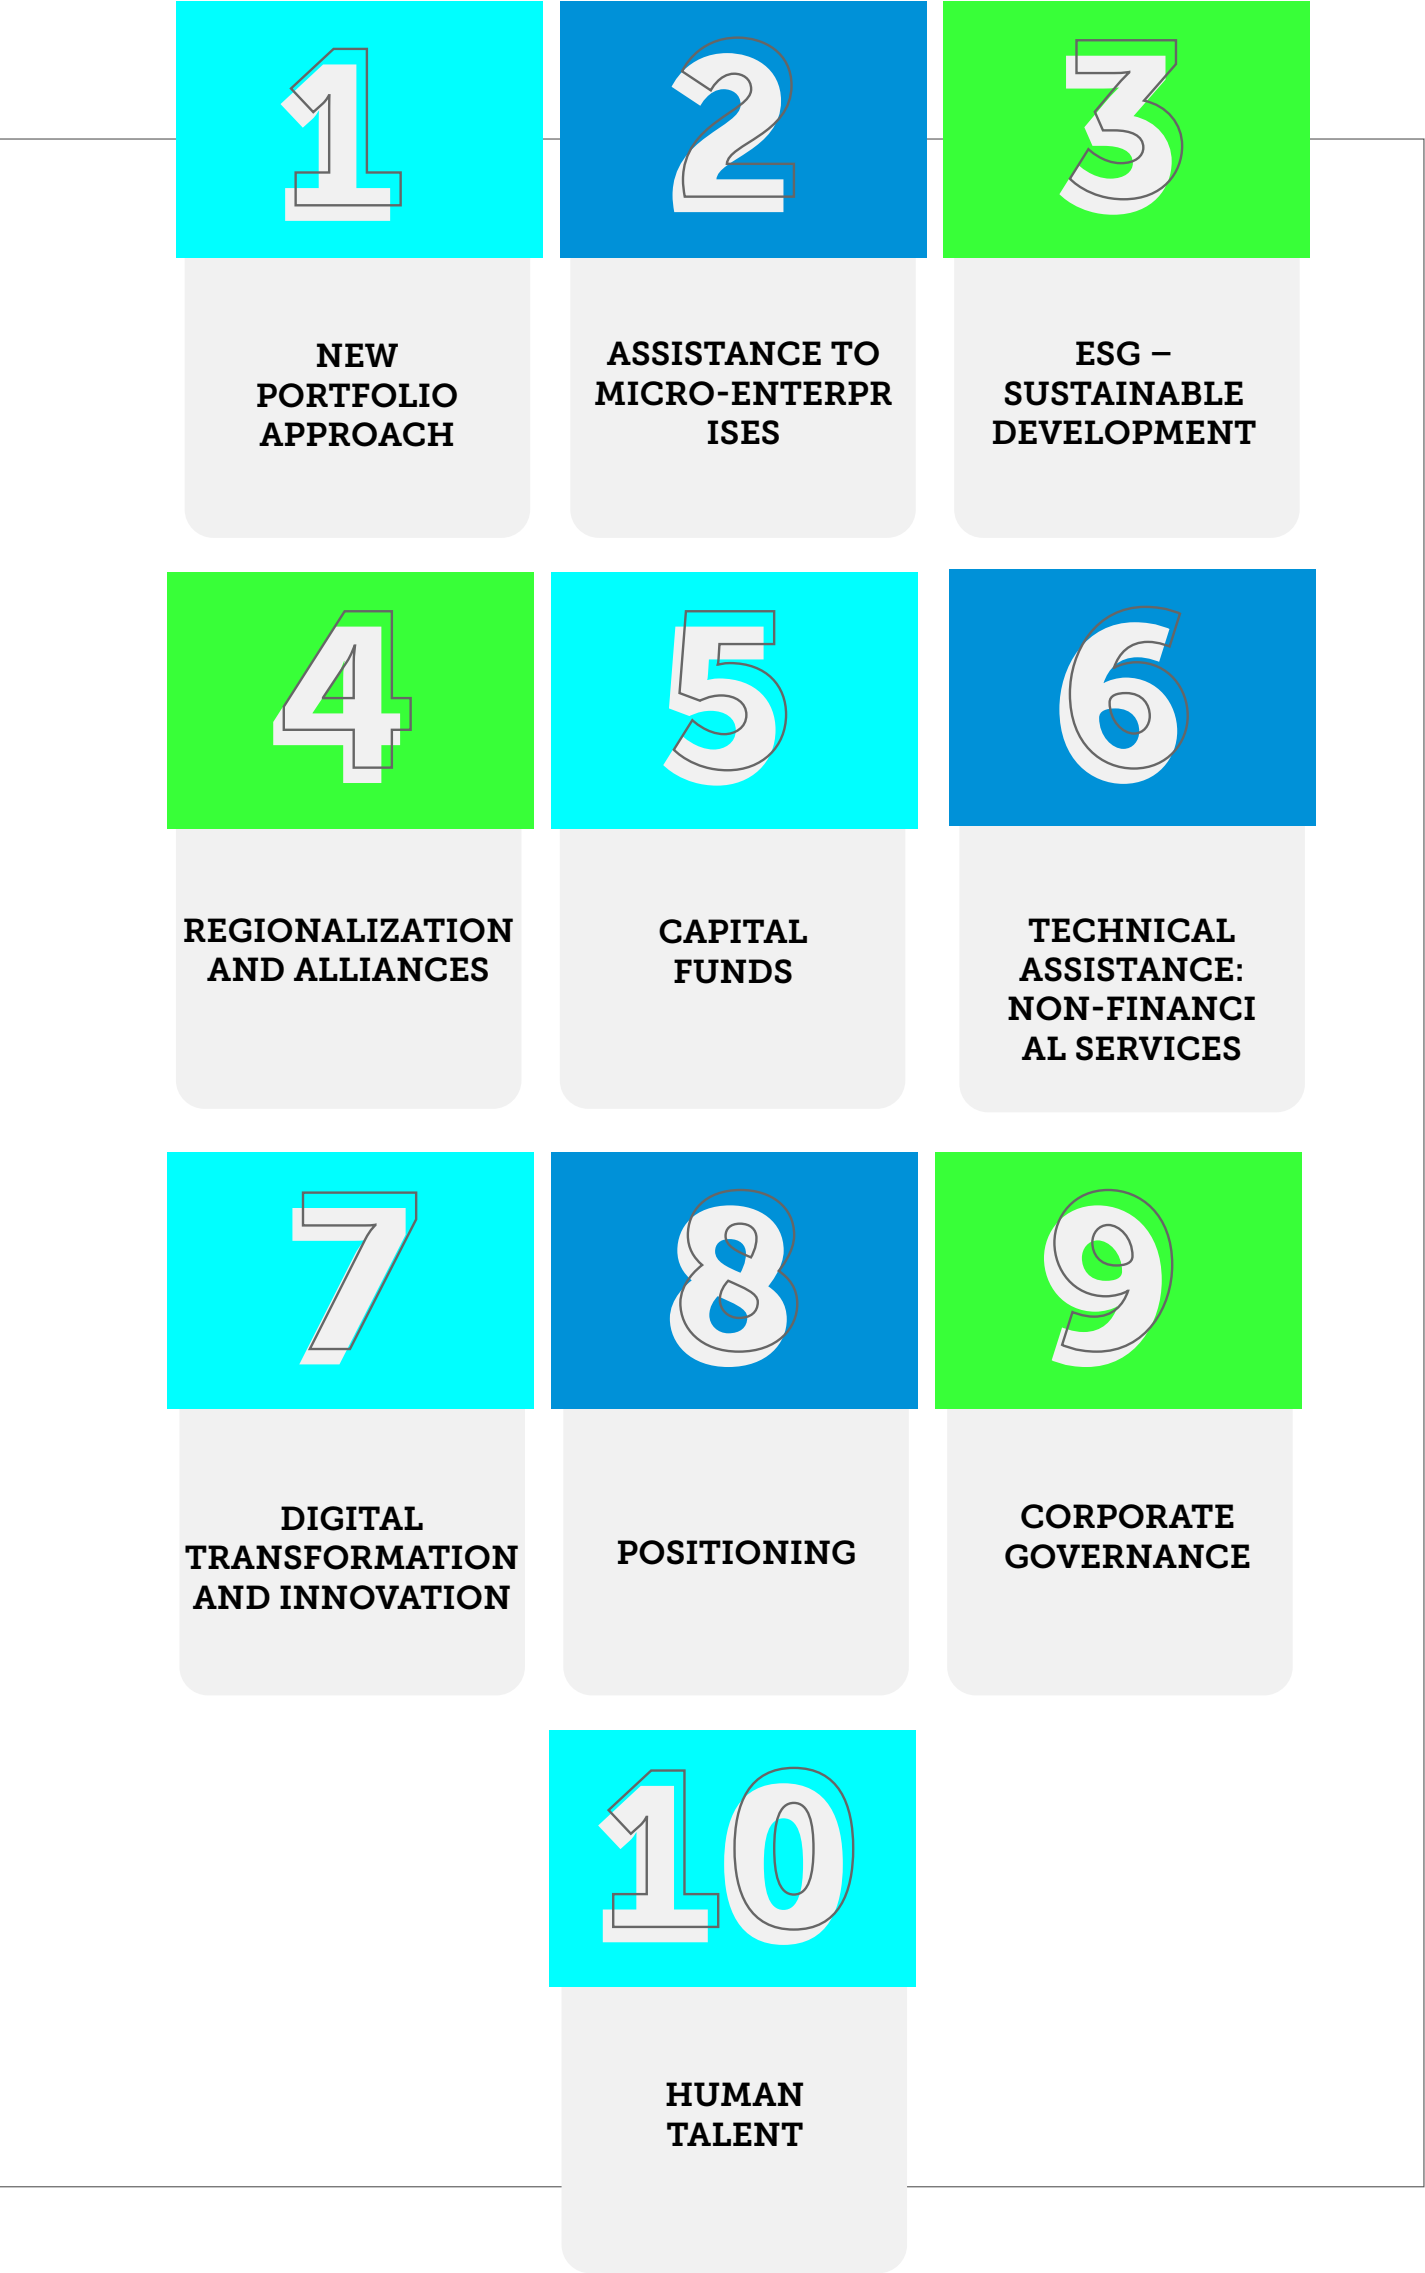 1
NEW
PORTFOLIO
APPROACH
2
ASSISTANCE TO
MICRO-ENTERPR
ISES
3
ESG –
SUSTAINABLE
DEVELOPMENT
4
REGIONALIZATION
AND ALLIANCES
5
CAPITAL
FUNDS
6
TECHNICAL
ASSISTANCE:
NON-FINANCI
AL SERVICES
7
DIGITAL
TRANSFORMATION
AND INNOVATION
8
POSITIONING
9
CORPORATE
GOVERNANCE
10
HUMAN
TALENT